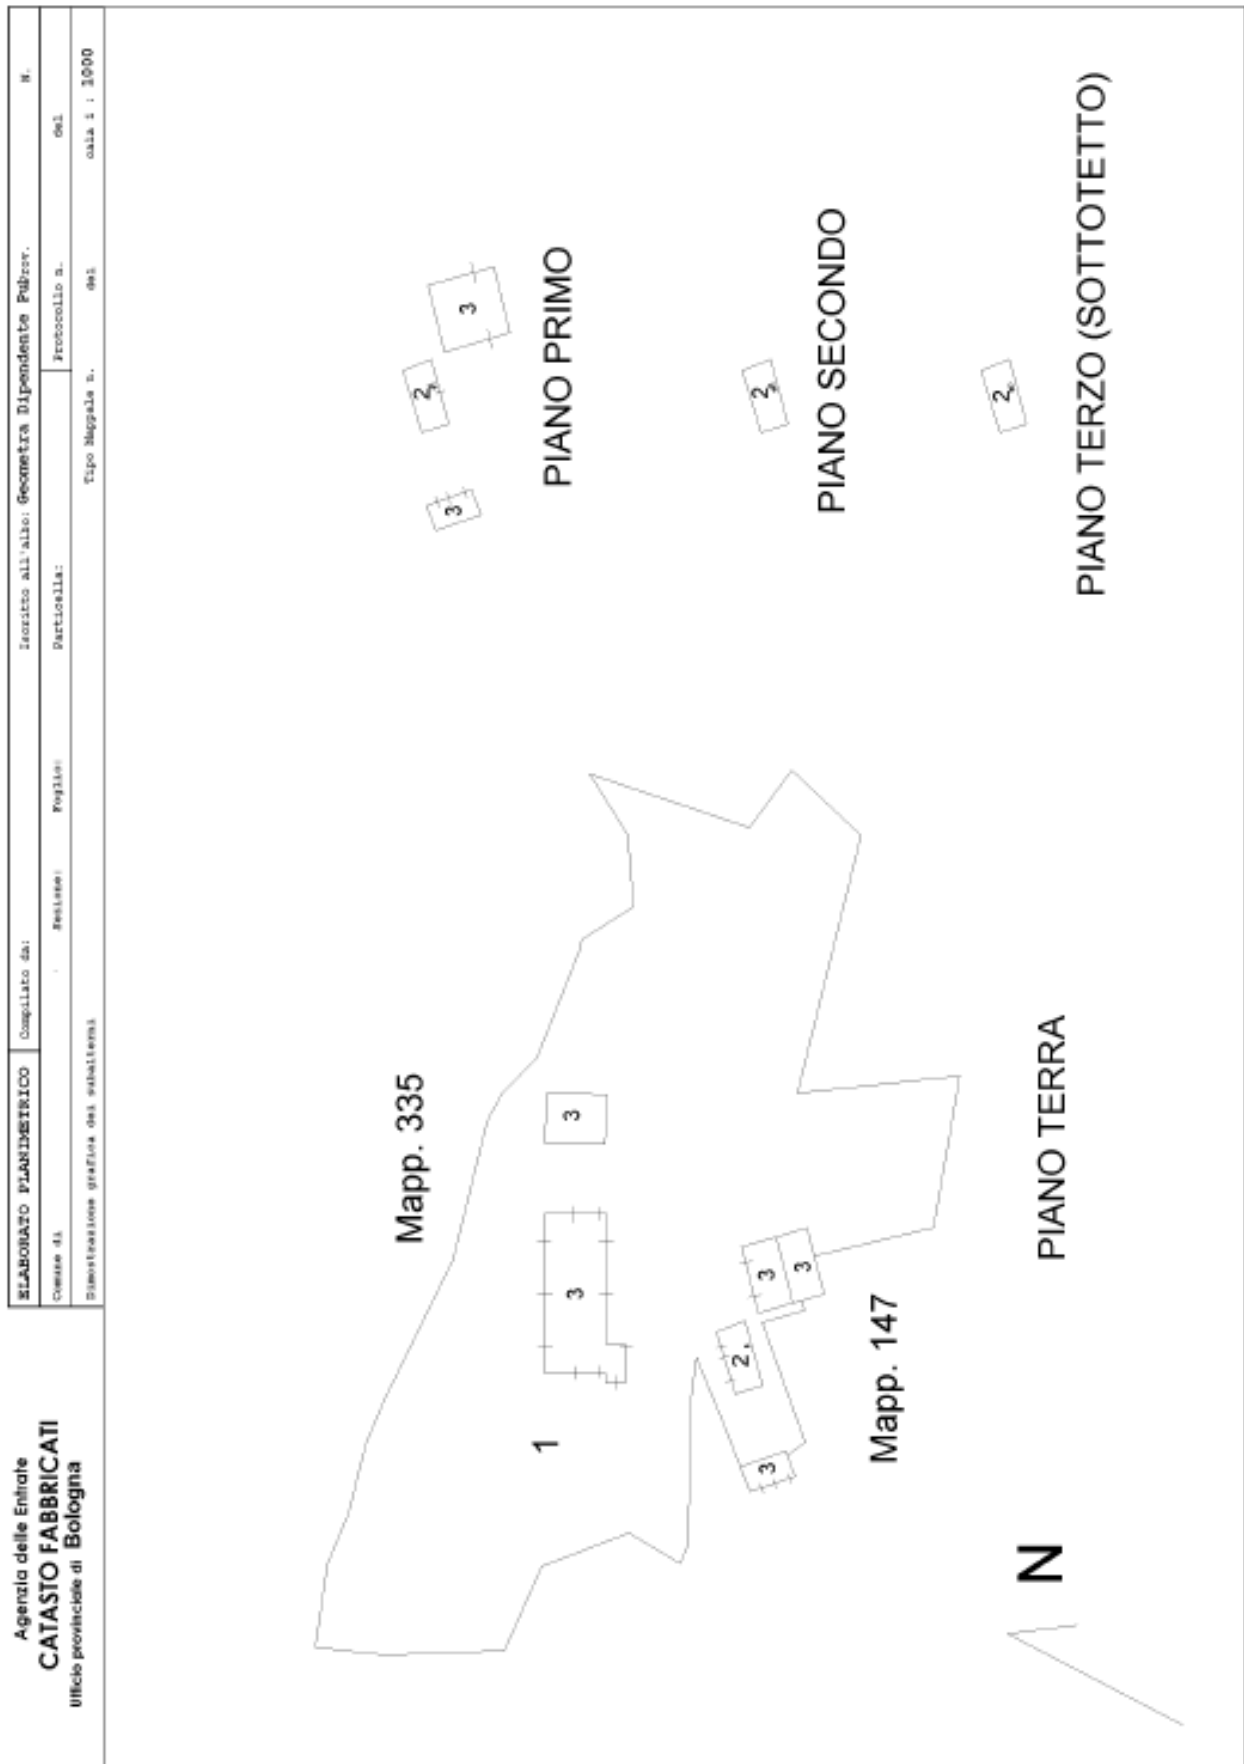 Agenzia delle Entrate
CATASTO FABBRICATI
Ufficio provinciale di Bologna
ELABORATO PLANIMETRICO
Compilato da:
Iscritto all'albo: Geometra Dipendente Pubrov.
N.
Comune di
Sezione:
Foglio:
Particella:
Protocollo n.
del
Dimostrazione grafica dei subalterni
Tipo Mappale n.
del
cala 1 : 1000
Mapp. 335
3
3
1
3
3
2
3
Mapp. 147
PIANO TERRA
N
3
2
3
PIANO PRIMO
2
PIANO SECONDO
2
PIANO TERZO (SOTTOTETTO)